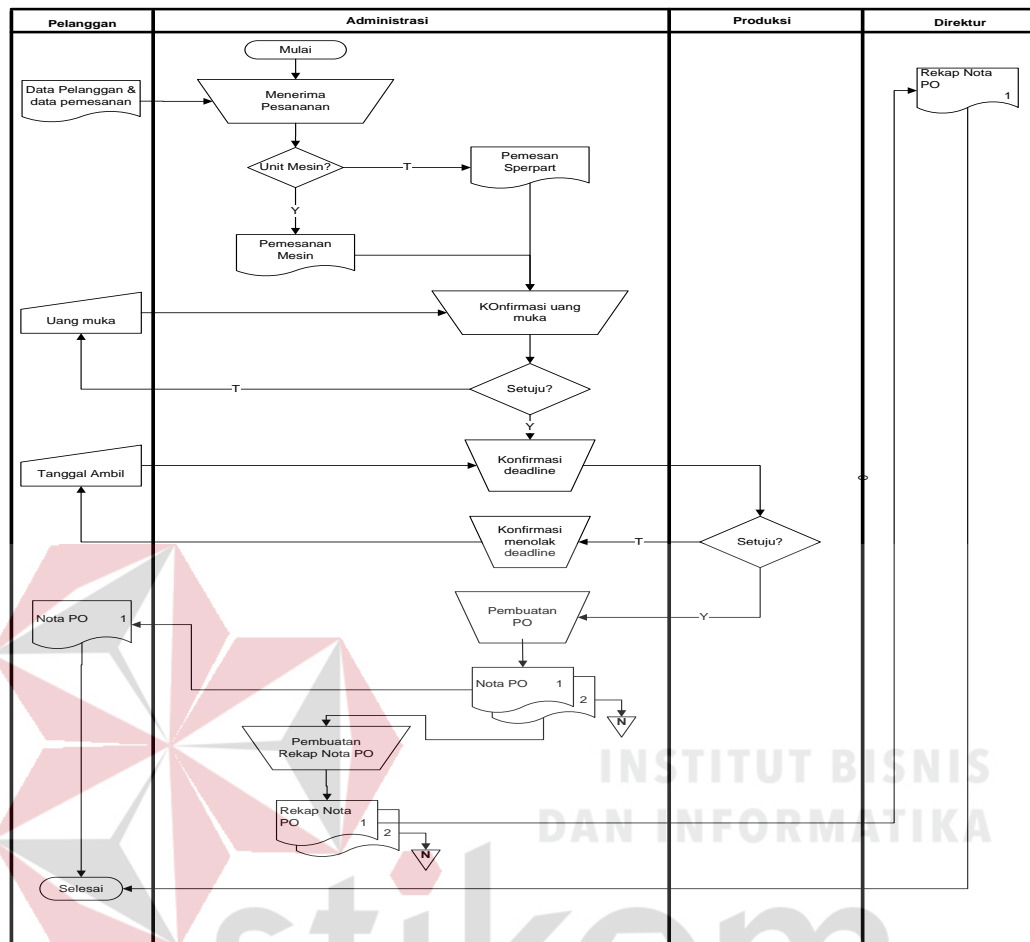 Pelanggan
Administrasi
Produksi
Direktur
Mulai
Data Pelanggan &
data pemesanan
Menerima
Pesananan
Rekap Nota
PO
1
Unit Mesin?
T
Pemesan
Sperpart
Y
Pemesanan
Mesin
Uang muka
KOnfirmasi uang
muka
T
Setuju?
Y
Tanggal Ambil
Konfirmasi
deadline
Konfirmasi
menolak
deadline
T
Setuju?
Nota PO 1
Pembuatan
PO
Y
Nota PO 1
2
N
Pembuatan
Rekap Nota PO
INSTITUT BISNIS
DAN INFORMATIKA
Rekap Nota
PO 1
2
N
Selesai
stikom